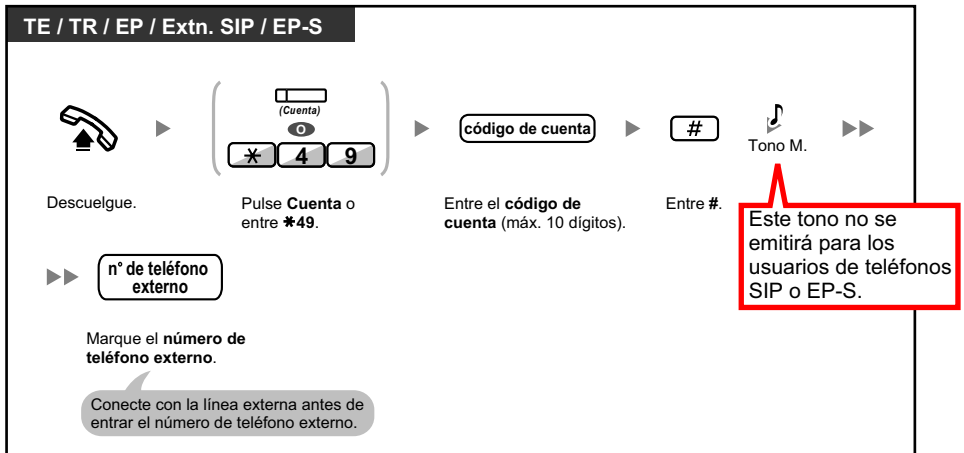 TE / TR / EP / Extn. SIP / EP-S
(Cuenta)
O
* 4 9
código de cuenta
#
Tono M.
Descuelgue.
Pulse Cuenta o
entre *49.
Entre el código de
cuenta (máx. 10 dígitos).
Entre #.
Este tono no se
emitirá para los
usuarios de teléfonos
SIP o EP-S.
n° de teléfono
externo
Marque el número de
teléfono externo.
Conecte con la línea externa antes de
entrar el número de teléfono externo.